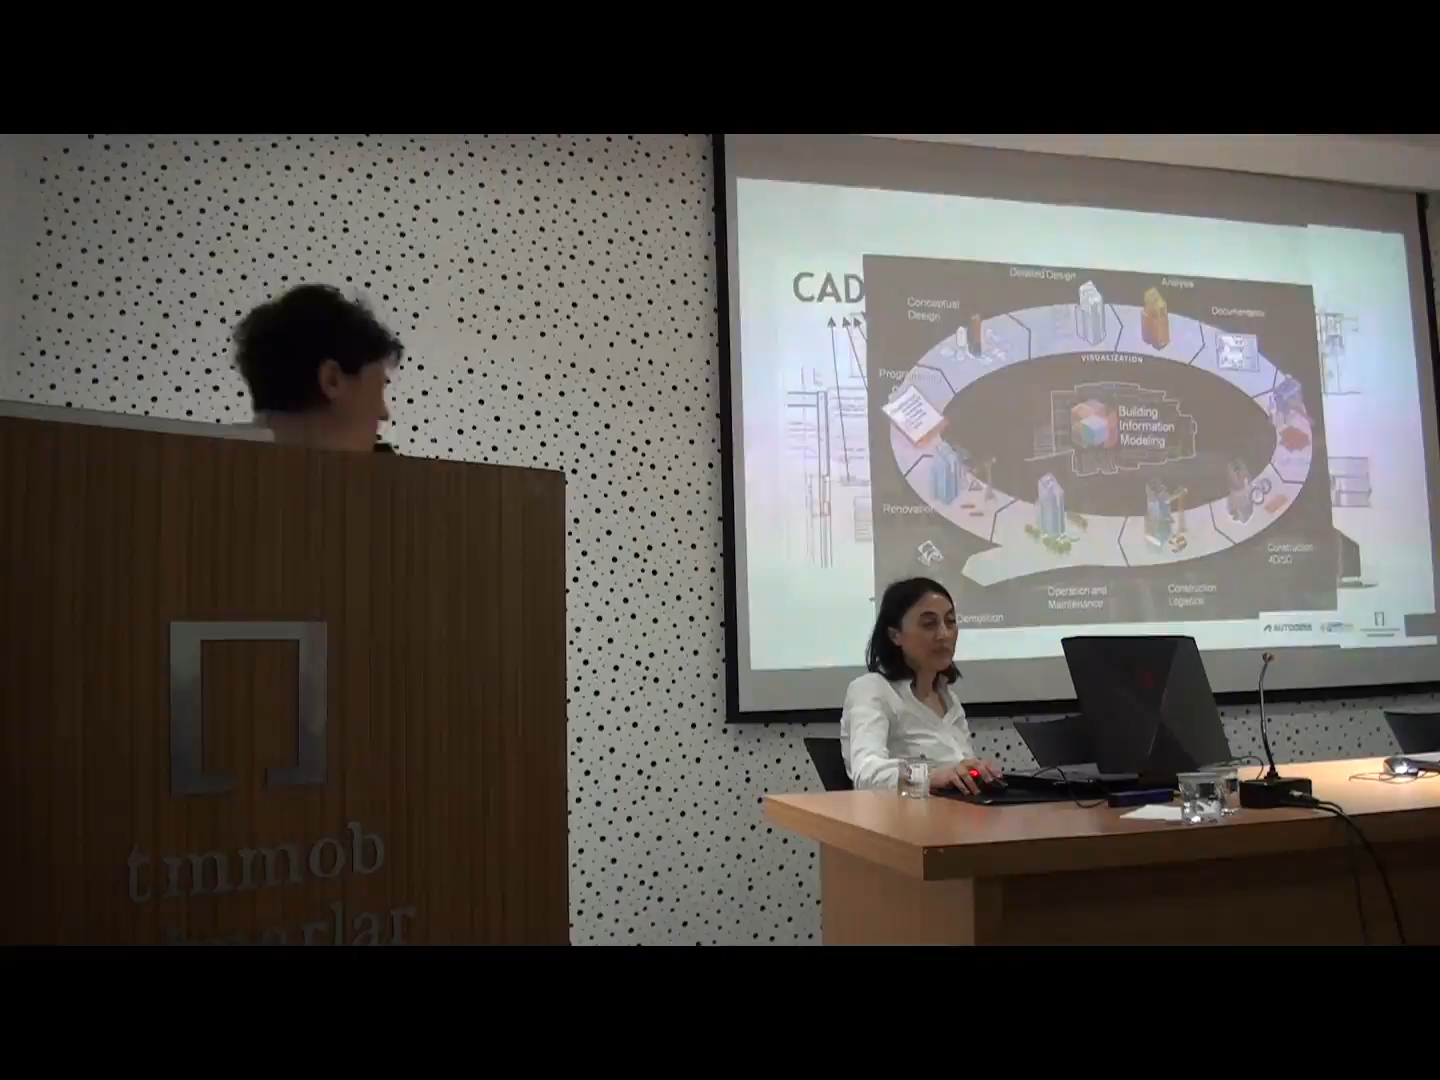 CAD
Detailed Design
Analysis
Conceptual
Design
VISUALIZATION
Building
Information
Modeling
Renovation
Construction
4D/5D
Operation and
Maintenance
Construction
Logistics
Demolition
AUTODESK
tmmob